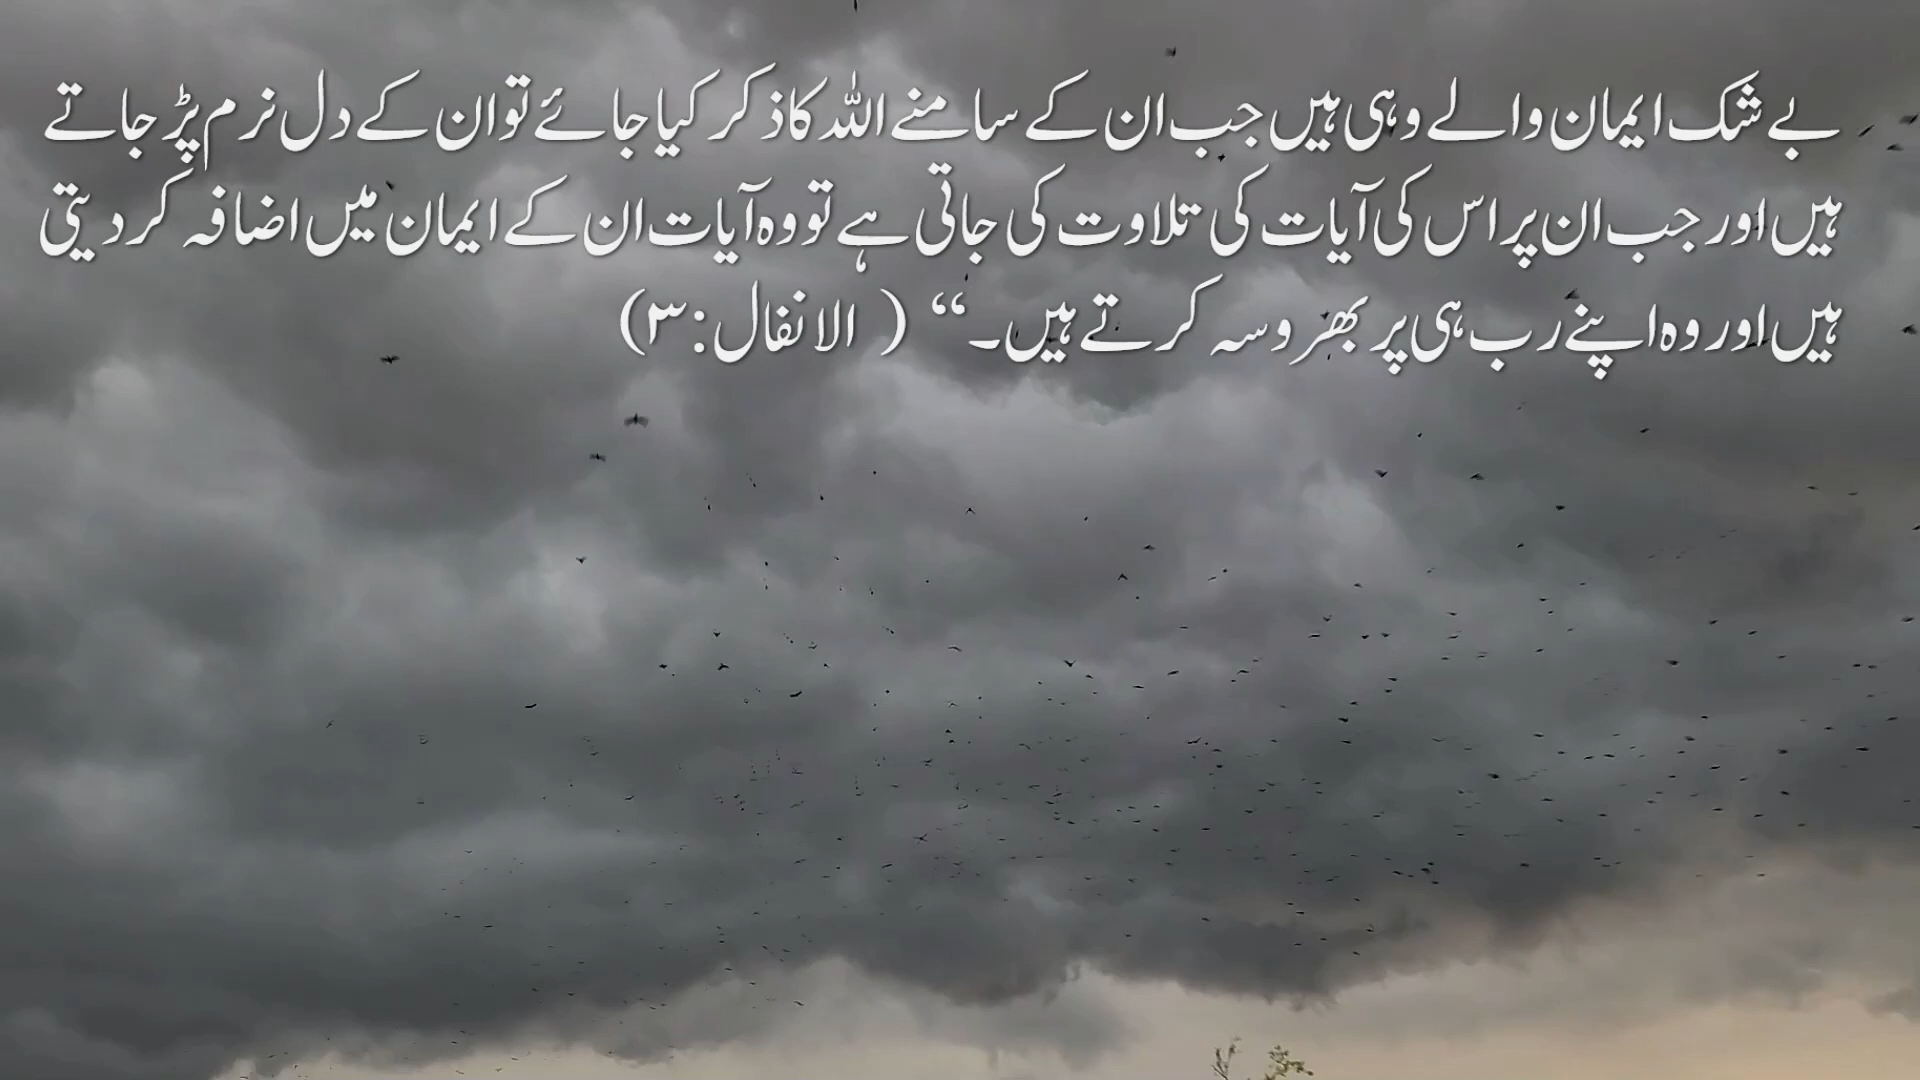 بے شک ایمان والے وہی ہیں جب ان کے سامنے اللہ کا ذکر کیا جائے تو ان کے دل نرم پڑ جاتے
ہیں اور جب ان پر اس کی آیات کی تلاوت کی جاتی ہے تو وہ آیات ان کے ایمان میں اضافہ کر دیتی
ہیں اور وہ اپنے رب ہی پر بھروسہ کرتے ہیں۔“ ( الانفال:۳)